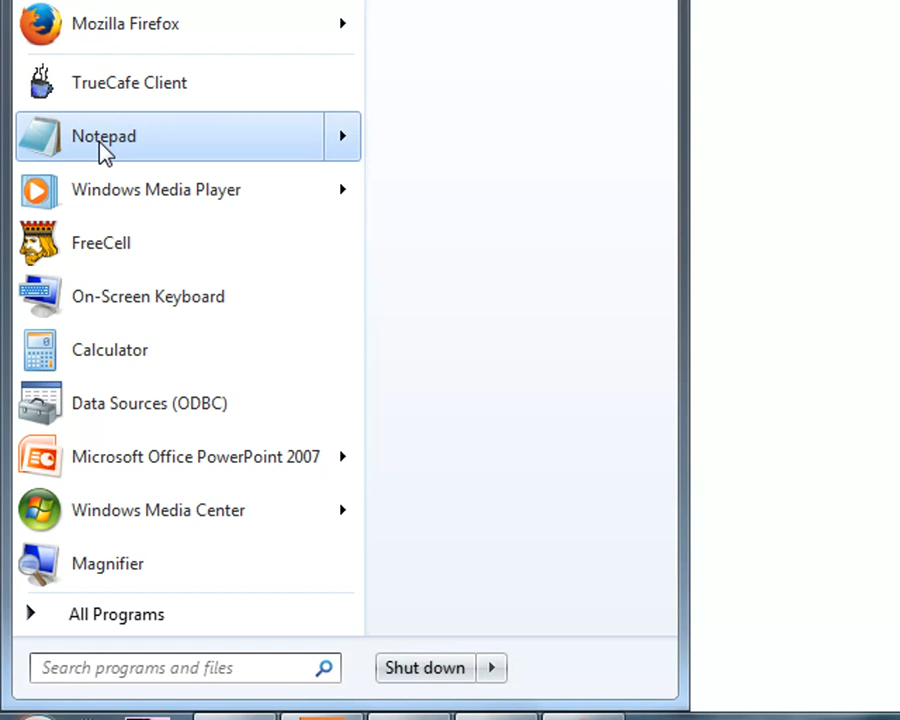 Mozilla Firefox
TrueCafe Client
Notepad
Windows Media Player
FreeCell
On-Screen Keyboard
Calculator
Data Sources (ODBC)
Microsoft Office PowerPoint 2007
Windows Media Center
Magnifier
All Programs
Search programs and files
Shut down